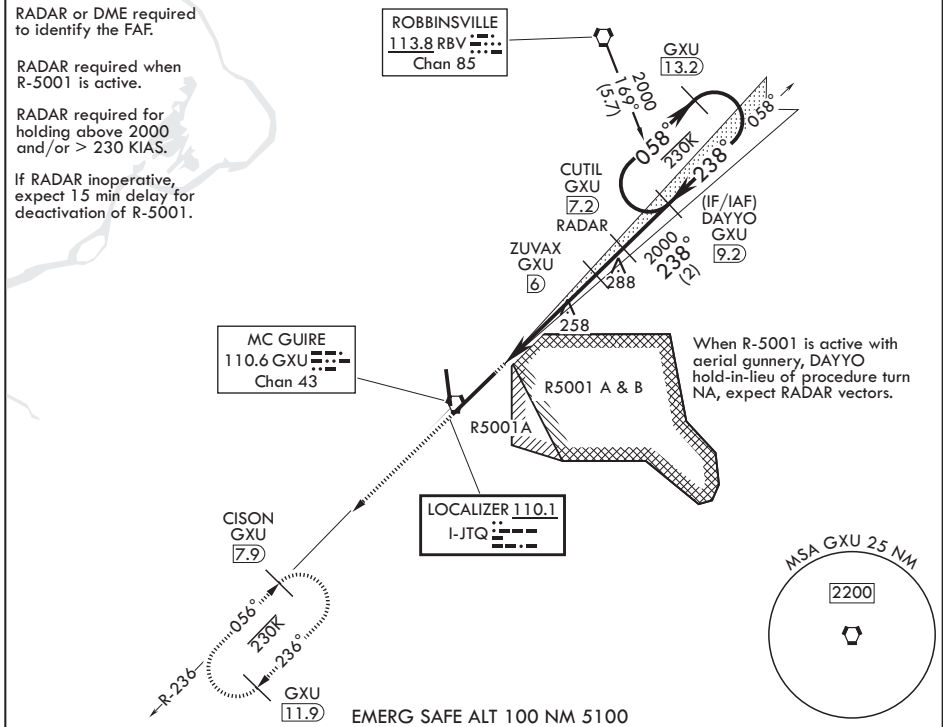 RADAR or DME required
to identify the FAF.
RADAR required when
R-5001 is active.
RADAR required for
holding above 2000
and/or > 230 KIAS.
If RADAR inoperative,
expect 15 min delay for
deactivation of R-5001.
ROBBINSVILLE
113.8 RBV
Chan 85
2000
169°
(5.7)
GXU
13.2
058°
230K
238°
058°
CUTIL
GXU
7.2
RADAR
(IF/IAF)
DAYYO
GXU
9.2
2000
238°
(2)
ZUVAX
GXU
6
288
258
MC GUIRE
110.6 GXU
Chan 43
R5001 A & B
R5001A
When R-5001 is active with
aerial gunnery, DAYYO
hold-in-lieu of procedure turn
NA, expect RADAR vectors.
LOCALIZER 110.1
I-JTQ
CISON
GXU
7.9
056°
230K
236°
R-236
GXU
11.9
MSA GXU 25 NM
2200
EMERG SAFE ALT 100 NM 5100